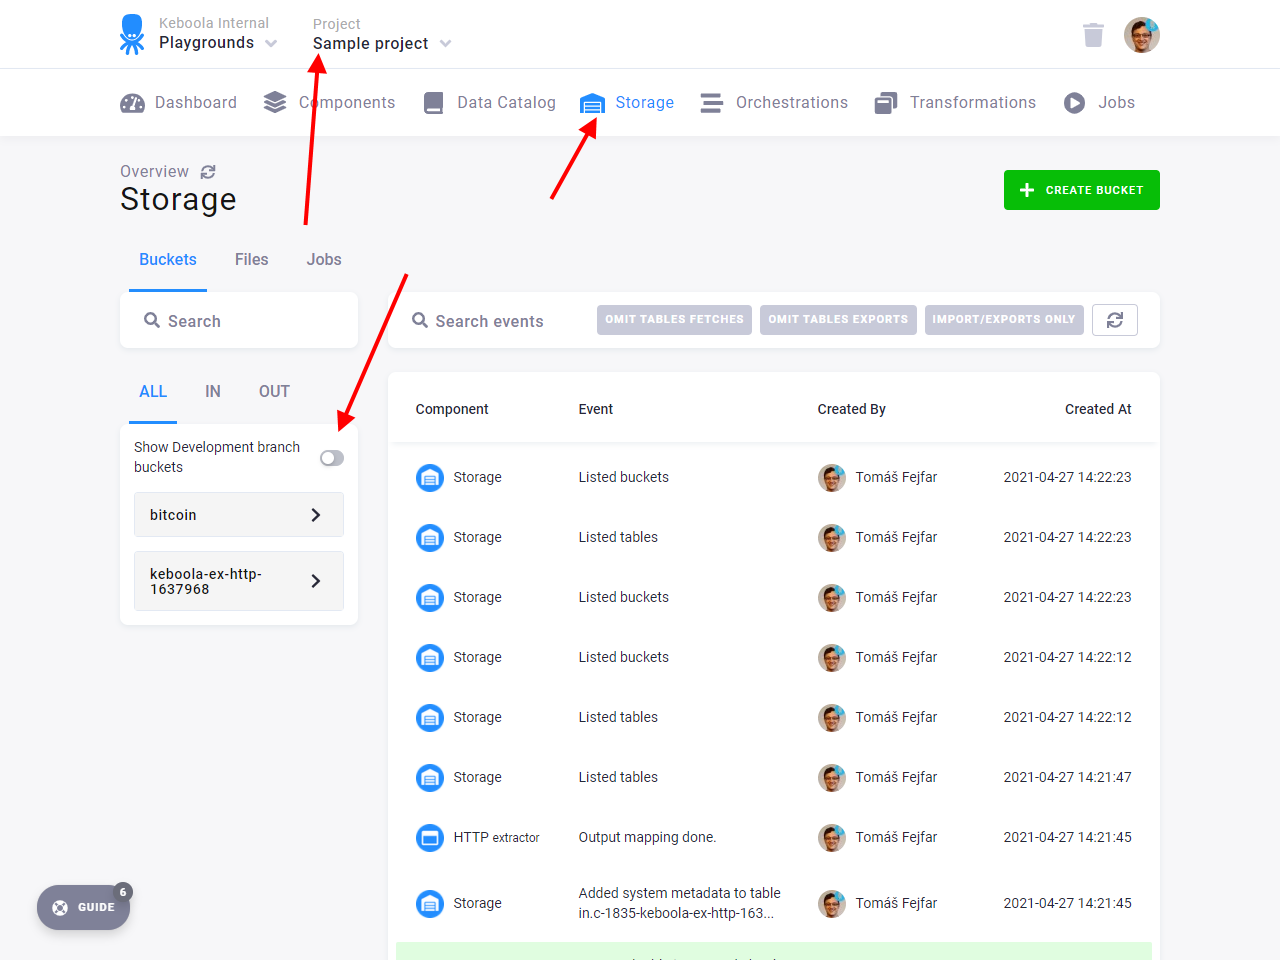 Keboola Internal
Playgrounds
Project
Sample project
Dashboard
Components
Data Catalog
Storage
Orchestrations
Transformations
Jobs
Overview
Storage
CREATE BUCKET
Buckets
Files
Jobs
Search
Search events
OMIT TABLES FETCHES
OMIT TABLES EXPORTS
IMPORT/EXPORTS ONLY
ALL
IN
OUT
Show Development branch
buckets
bitcoin
keboola-ex-http-
1637968
Component Event Created By Created At
Storage Listed buckets Tomáš Fejfar 2021-04-27 14:22:23
Storage Listed tables Tomáš Fejfar 2021-04-27 14:22:23
Storage Listed buckets Tomáš Fejfar 2021-04-27 14:22:23
Storage Listed buckets Tomáš Fejfar 2021-04-27 14:22:12
Storage Listed tables Tomáš Fejfar 2021-04-27 14:22:12
Storage Listed tables Tomáš Fejfar 2021-04-27 14:21:47
HTTP extractor Output mapping done. Tomáš Fejfar 2021-04-27 14:21:45
Storage Added system metadata to table
in.c-1835-keboola-ex-http-163... Tomáš Fejfar 2021-04-27 14:21:45
GUIDE
6